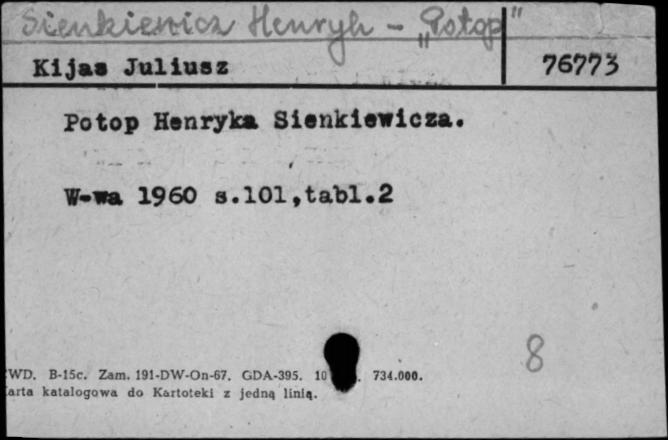 Sienkiewicz Henryk - „Potop"
Kijas Juliusz 76773
Potop Henryka Sienkiewicza.
W-wa 1960 s.101,tabl.2
8
WD. B-15c. Zam. 191-DW-On-67. GDA-395. 10 . 734.000.
arta katalogowa do Kartoteki z jedną linią.